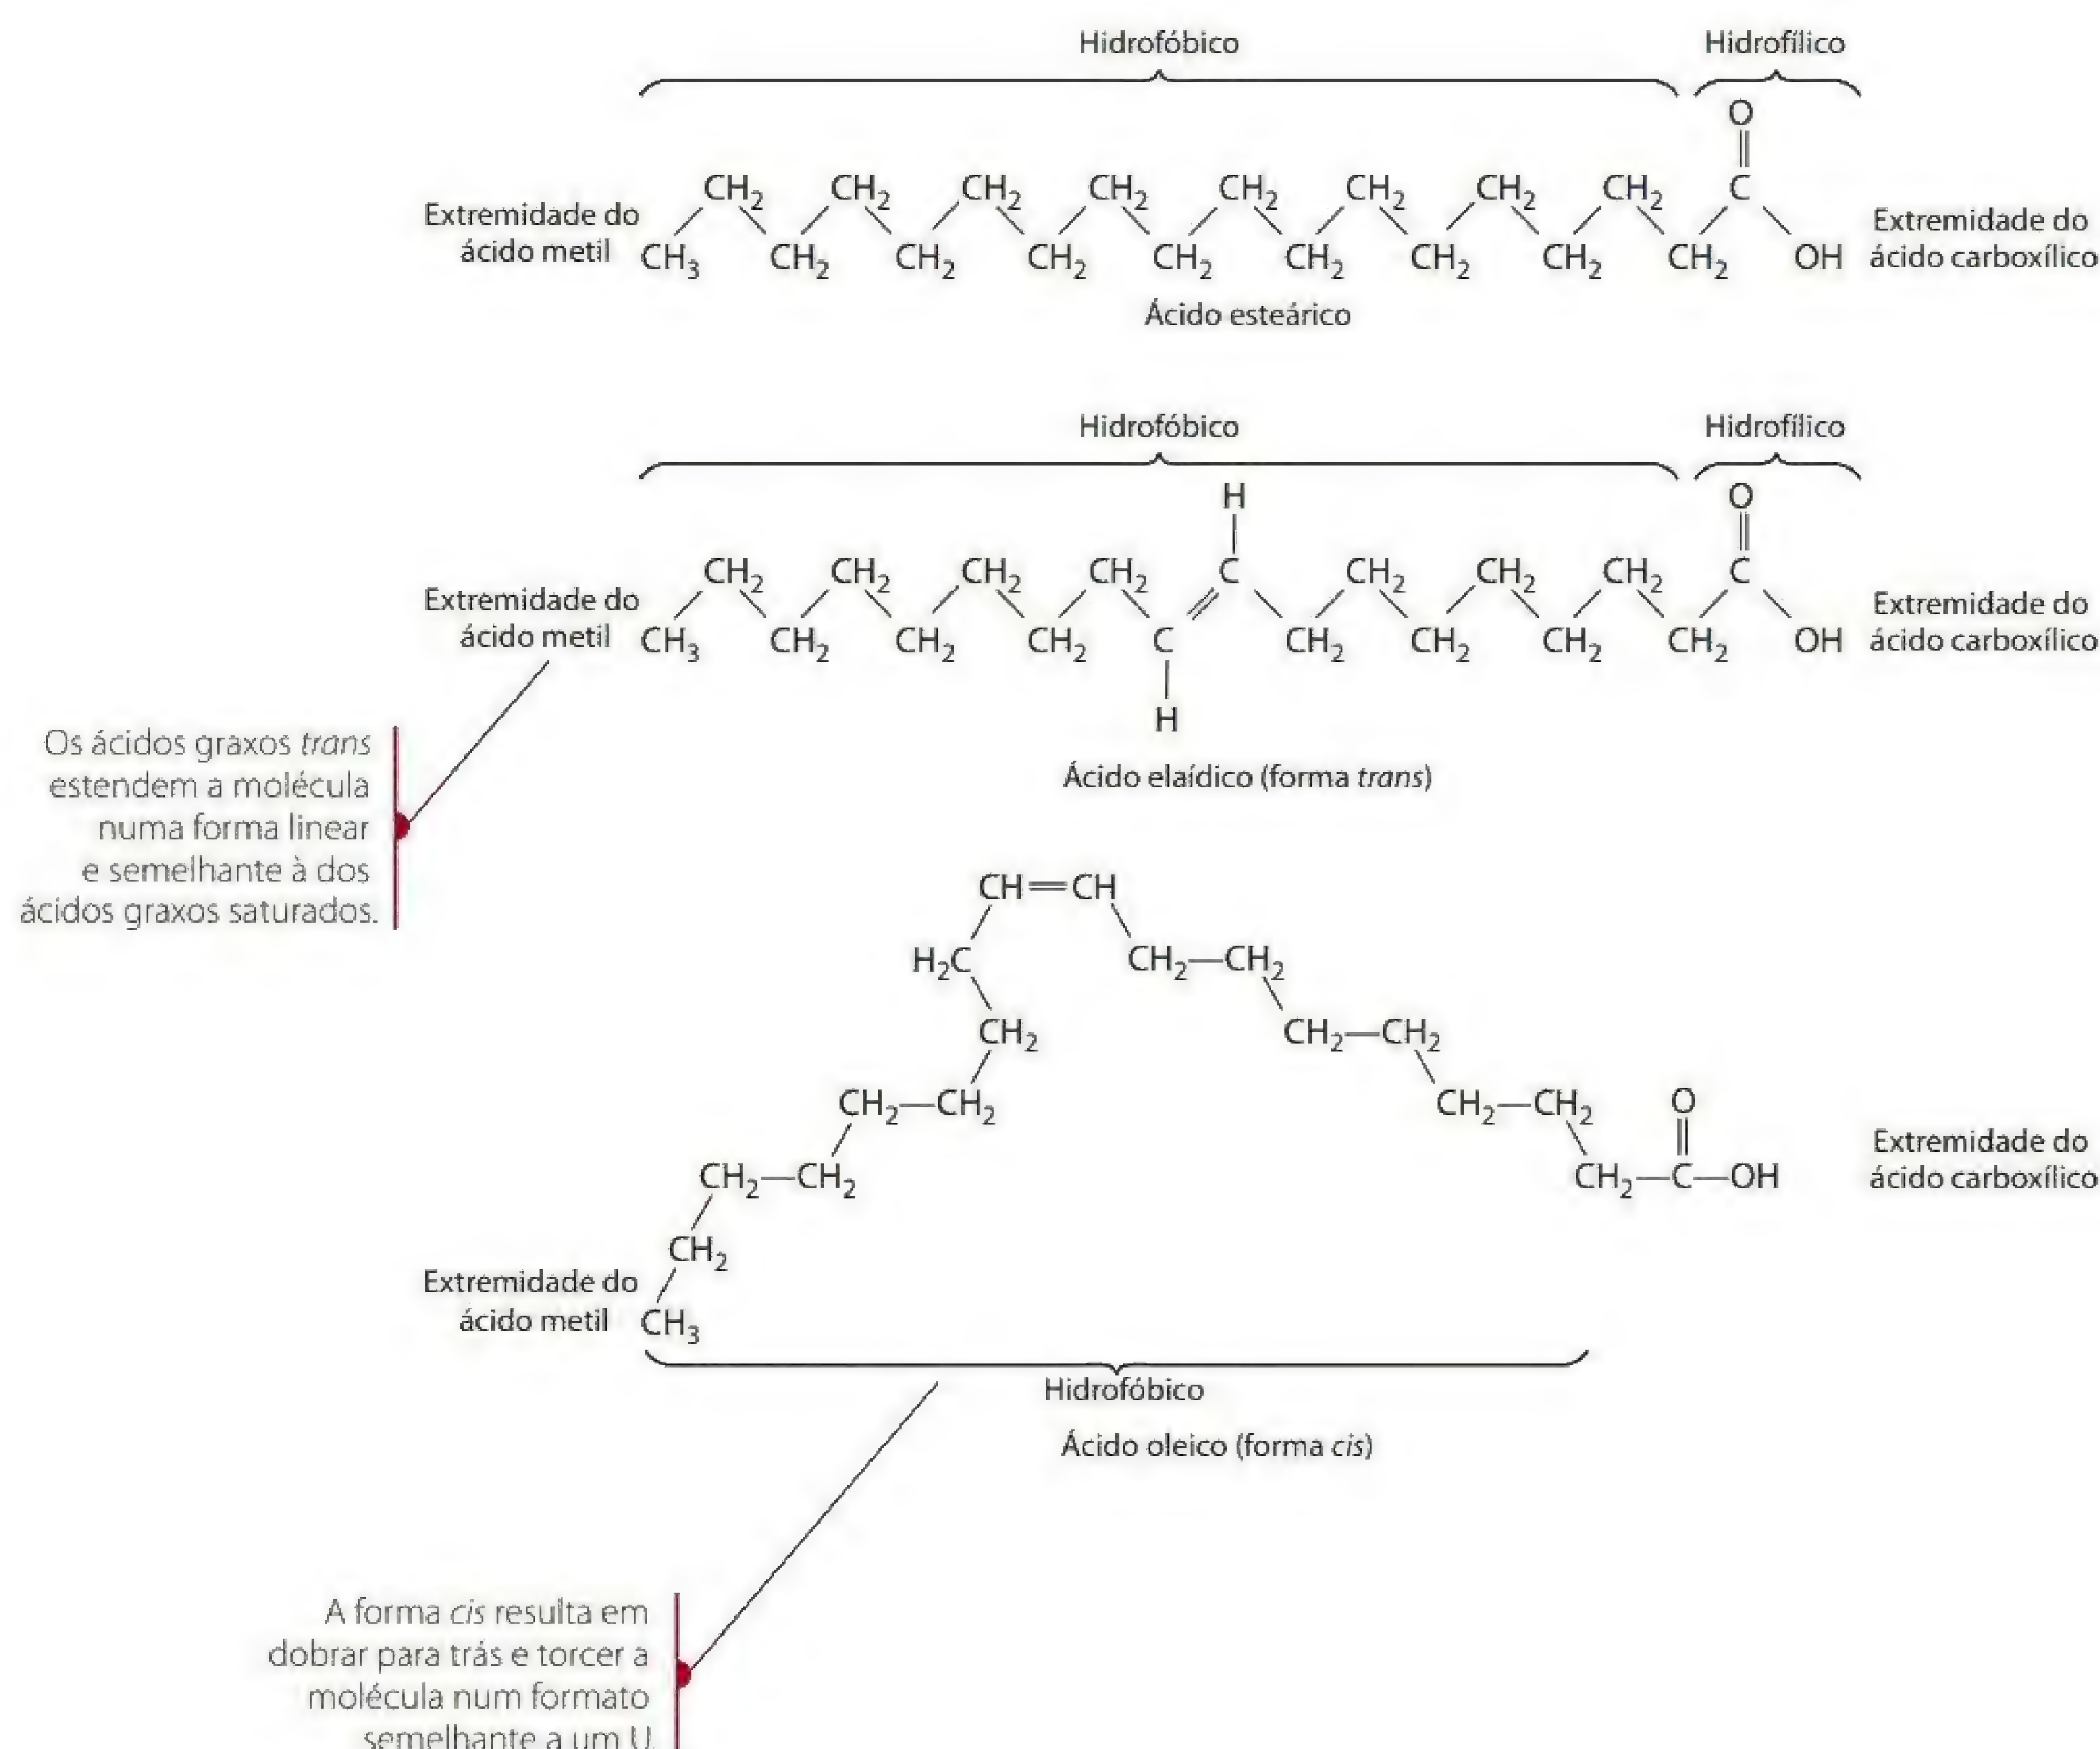 Hidrofóbico Hidrofílico
O
CH₂ CH₂ CH₂ CH₂ CH₂ CH₂ CH₂ CH₂ C
Extremidade do
ácido metil
CH₃ CH₂ CH₂ CH₂ CH₂ CH₂ CH₂ CH₂ CH₂ OH
Extremidade do
ácido carboxílico
Ácido esteárico
Hidrofóbico Hidrofílico
H O
CH₂ CH₂ CH₂ CH₂ C CH₂ CH₂ CH₂ C
Extremidade do
ácido metil
CH₃ CH₂ CH₂ CH₂ C CH₂ CH₂ CH₂ CH₂ OH
Extremidade do
ácido carboxílico
H
Ácido elaídico (forma trans)
Os ácidos graxos trans
estendem a molécula
numa forma linear
e semelhante à dos
ácidos graxos saturados.
CH=CH
H₂C CH₂—CH₂
CH₂ CH₂—CH₂
CH₂—CH₂ CH₂—CH₂ O
CH₂—CH₂ CH₂—C—OH
Extremidade do
ácido carboxílico
CH₂
Extremidade do
ácido metil
CH₃
Hidrofóbico
Ácido oleico (forma cis)
A forma cis resulta em
dobrar para trás e torcer a
molécula num formato
semelhante a um U.